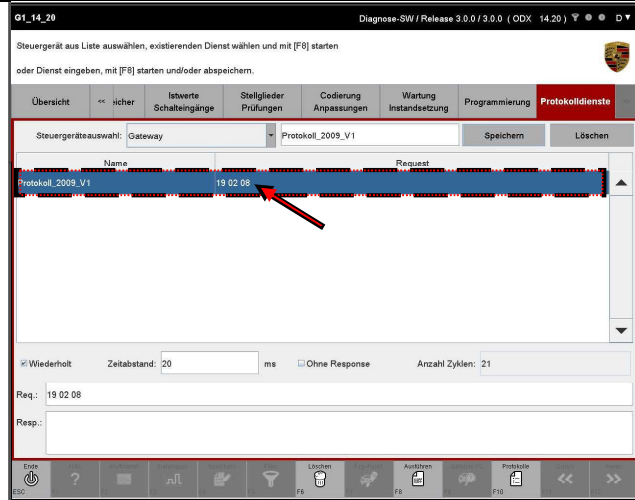 G1_14_20
Diagnose-SW / Release 3.0.0 / 3.0.0 ( ODX 14.20 ) D
Steuergerät aus Liste auswählen, existierenden Dienst wählen und mit [F8] starten
oder Dienst eingeben, mit [F8] starten und/oder abspeichern.
Übersicht << eicher Istwerte Schalteingänge Stellglieder Prüfungen Codierung Anpassungen Wartung Instandsetzung Programmierung Protokolldienste
Steuergeräteauswahl: Gateway Protokoll_2009_V1 Speichern Löschen
Name Request
Protokoll_2009_V1 19 02 08
Wiederholt Zeitabstand: 20 ms Ohne Response Anzahl Zyklen: 21
Req.: 19 02 08
Resp.:
Ende Löschen Ausführen Protokolle
ESC F6 F8 F10